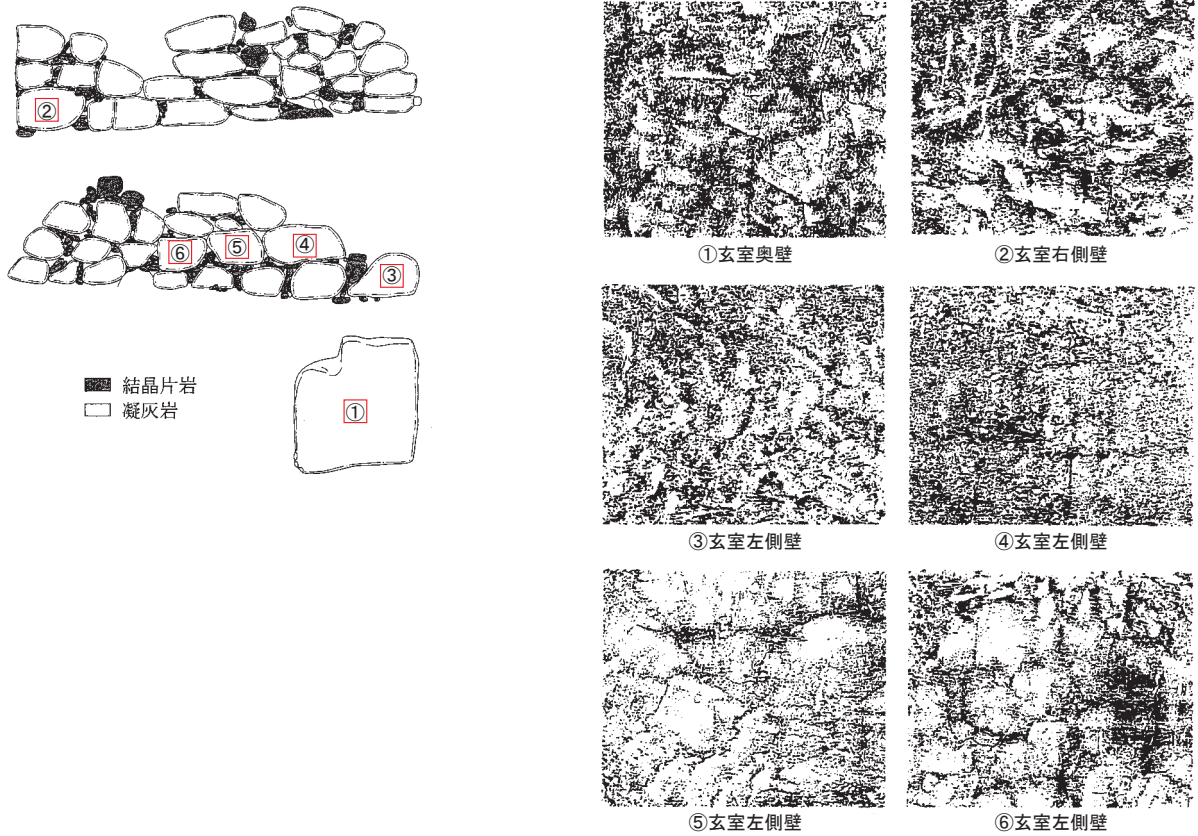 ②
⑥
⑤
④
③
結晶片岩
凝灰岩
①
①玄室奥壁
②玄室右側壁
③玄室左側壁
④玄室左側壁
⑤玄室左側壁
⑥玄室左側壁